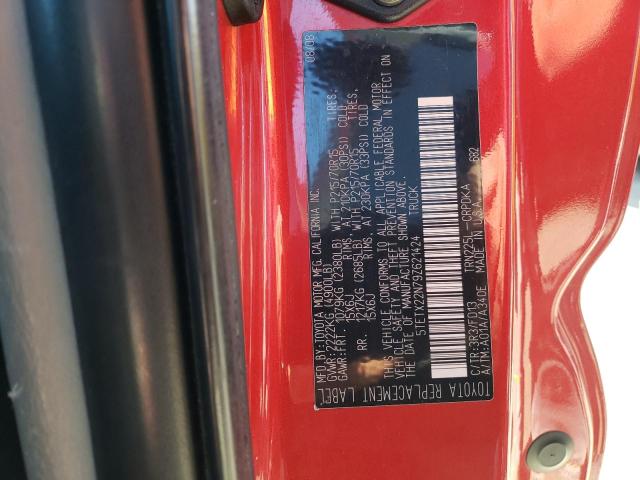 TOYOTA REPLACEMENT
LABEL
MFD.BY:TOYOTA MOTOR MFG. CALIFORNIA INC. 08/08
GVWR:2222KG(4900LB)
GAWR:FRT. 1079KG(2380LB) WITH P215/70R15 TIRES,
15X6J RIMS, AT 210KPA (30PSI) COLD
RR. 1217KG(2685LB) WITH P215/70R15 TIRES,
15X6J RIMS, AT 230KPA (33PSI) COLD
THIS VEHICLE CONFORMS TO ALL APPLICABLE FEDERAL MOTOR
VEHICLE SAFETY AND THEFT PREVENTION STANDARDS IN EFFECT ON
THE DATE OF MANUFACTURE SHOWN ABOVE.
5TETX22N79Z621424 TRUCK
C/TR:3R3/FD13 TRN225L-CRPDKA
A/TM:A01A/A340E MADE IN U.S.A. 682